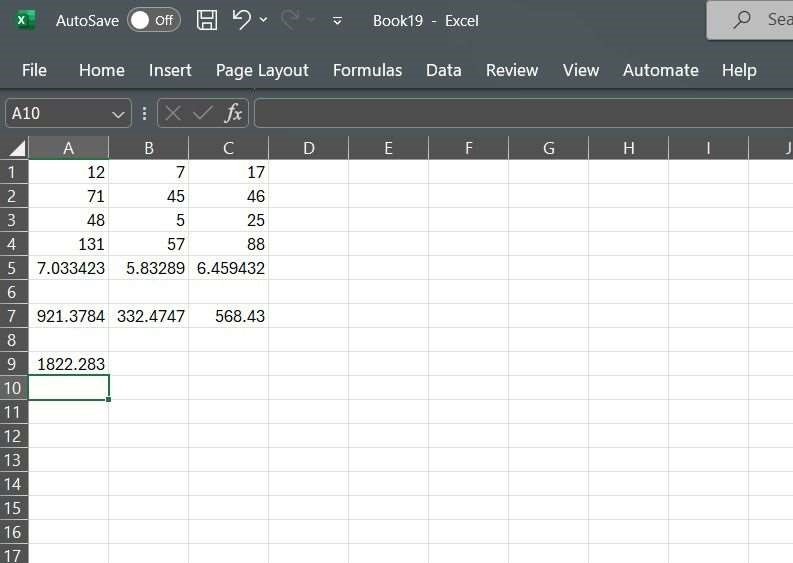 AutoSave Off Book19 - Excel Sea
File Home Insert Page Layout Formulas Data Review View Automate Help
A10 fx
A B C D E F G H I J
1 12 7 17
2 71 45 46
3 48 5 25
4 131 57 88
5 7.033423 5.83289 6.459432
6
7 921.3784 332.4747 568.43
8
9 1822.283
10
11
12
13
14
15
16
17